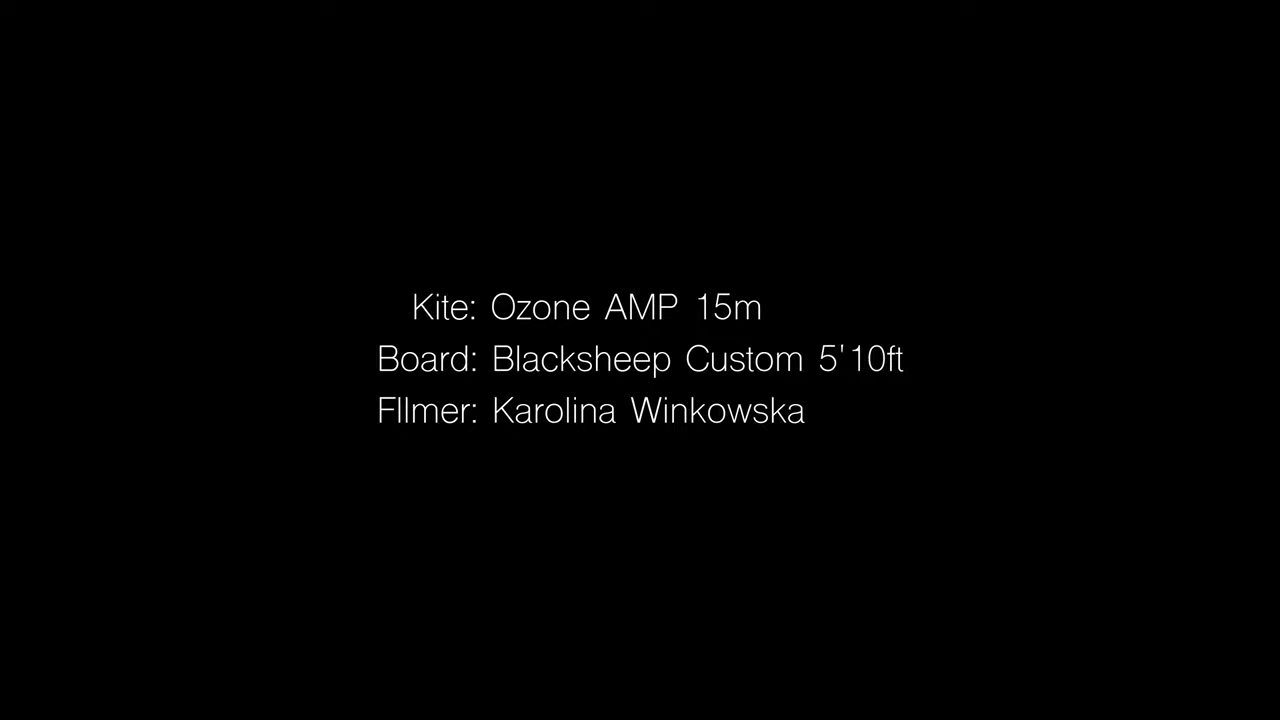 Kite: Ozone AMP 15m
Board: Blacksheep Custom 5'10ft
FIlmer: Karolina Winkowska